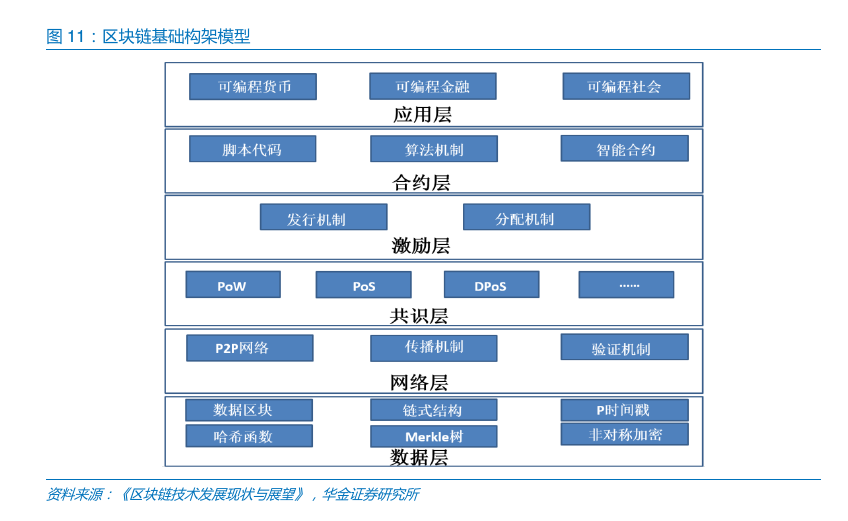 图 11：区块链基础构架模型
可编程货币 可编程金融 可编程社会
应用层
脚本代码 算法机制 智能合约
合约层
发行机制 分配机制
激励层
PoW PoS DPoS ……
共识层
P2P网络 传播机制 验证机制
网络层
数据区块 链式结构 P时间戳
哈希函数 Merkle树 非对称加密
数据层
资料来源：《区块链技术发展现状与展望》，华金证券研究所